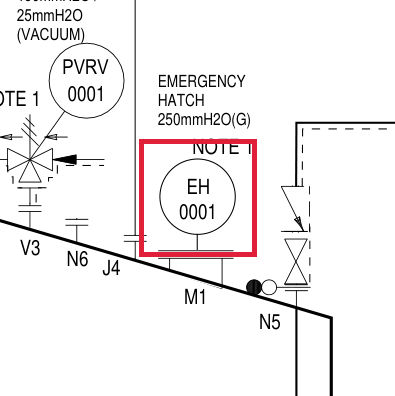 25mmH2O
(VACUUM)
PVRV
0001
OTE 1
EMERGENCY
HATCH
250mmH2O(G)
NOTE 1
EH
0001
V3
N6
J4
M1
N5